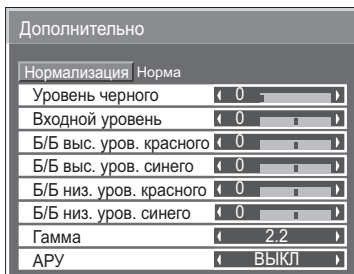 Дополнительно
Нормализация Норма
Уровень черного 0
Входной уровень 0
Б/Б выс. уров. красного 0
Б/Б выс. уров. синего 0
Б/Б низ. уров. красного 0
Б/Б низ. уров. синего 0
Гамма 2.2
АРУ ВЫКЛ